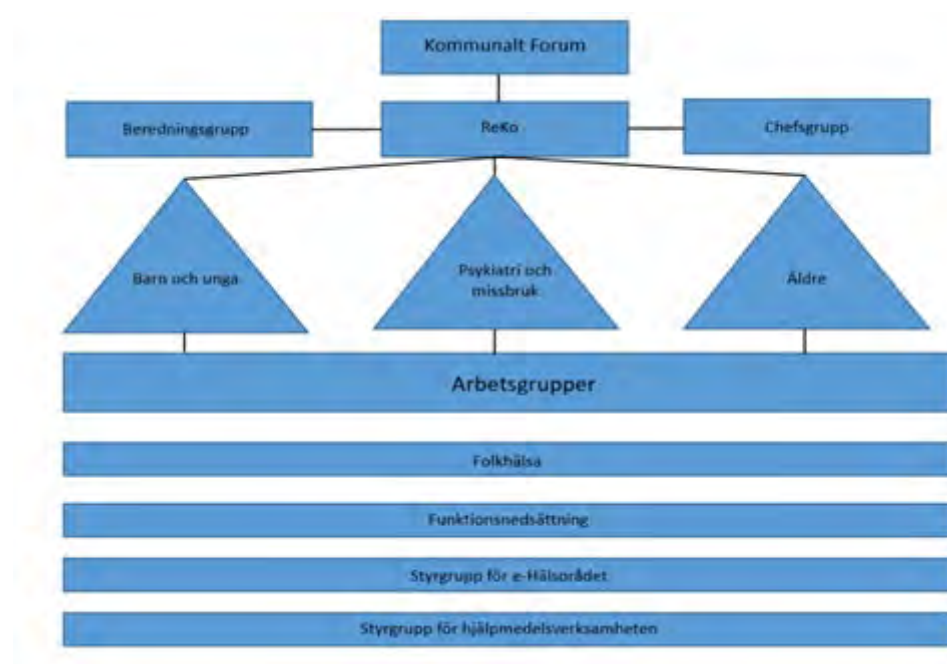 Kommunalt Forum
Beredningsgrupp
ReKo
Chefsgrupp
Barn och unga
Psykiatri och
missbruk
Äldre
Arbetsgrupper
Folkhälsa
Funktionsnedsättning
Styrgrupp för e-Hälsorådet
Styrgrupp för hjälpmedelsverksamheten